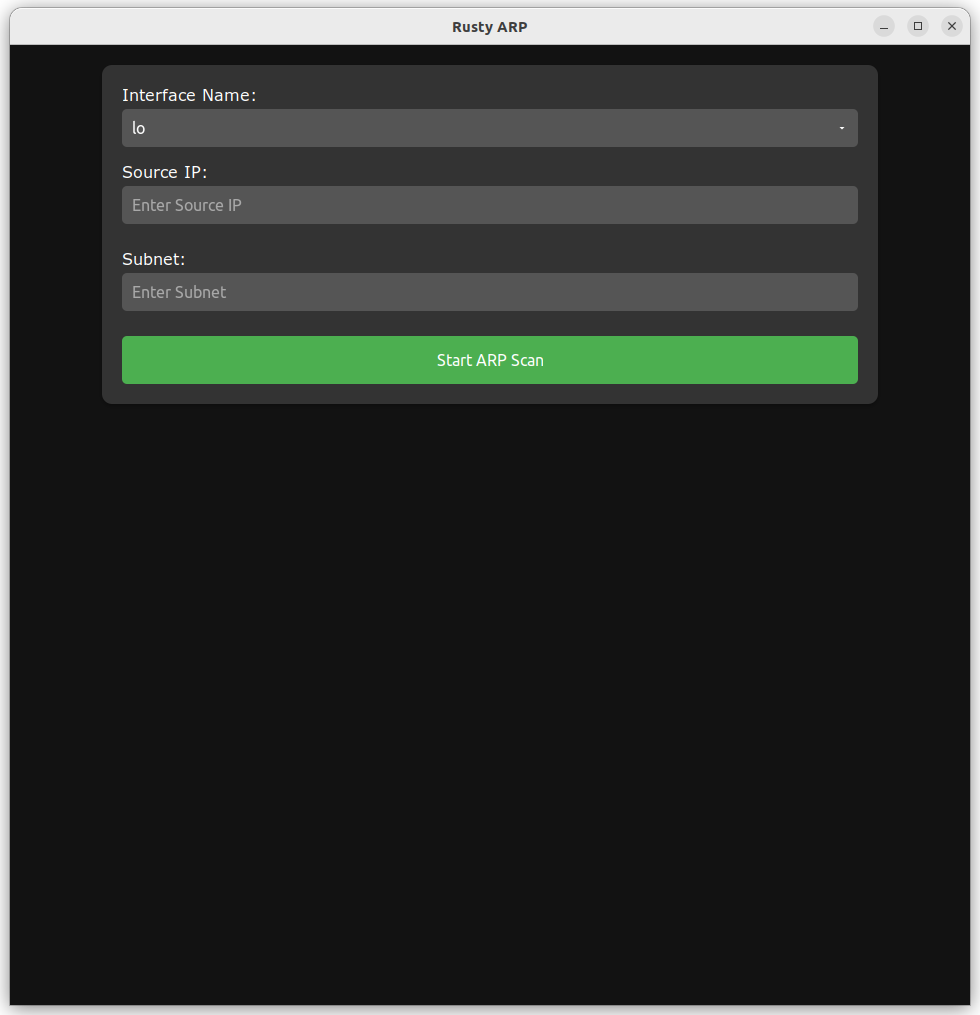 Rusty ARP
Interface Name:
lo
Source IP:
Enter Source IP
Subnet:
Enter Subnet
Start ARP Scan